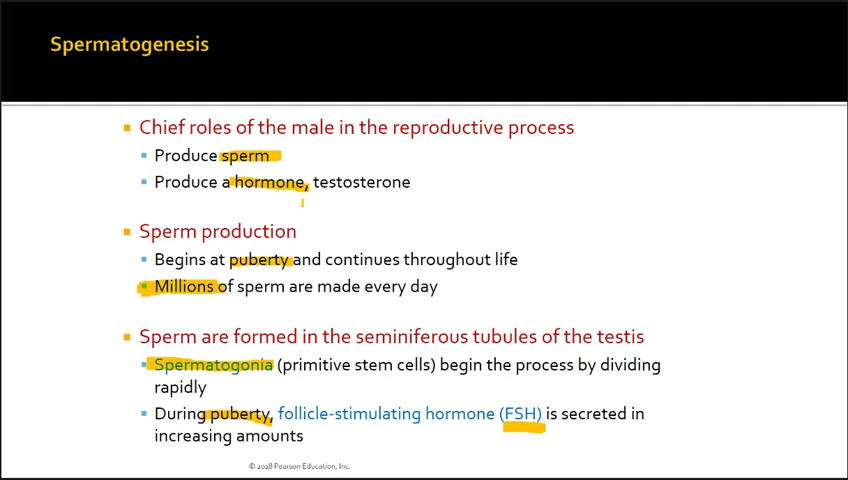 Spermatogenesis
Chief roles of the male in the reproductive process
Produce sperm
Produce a hormone, testosterone
Sperm production
Begins at puberty and continues throughout life
Millions of sperm are made every day
Sperm are formed in the seminiferous tubules of the testis
Spermatogonia (primitive stem cells) begin the process by dividing
rapidly
During puberty, follicle-stimulating hormone (FSH) is secreted in
increasing amounts
© 2018 Pearson Education, Inc.